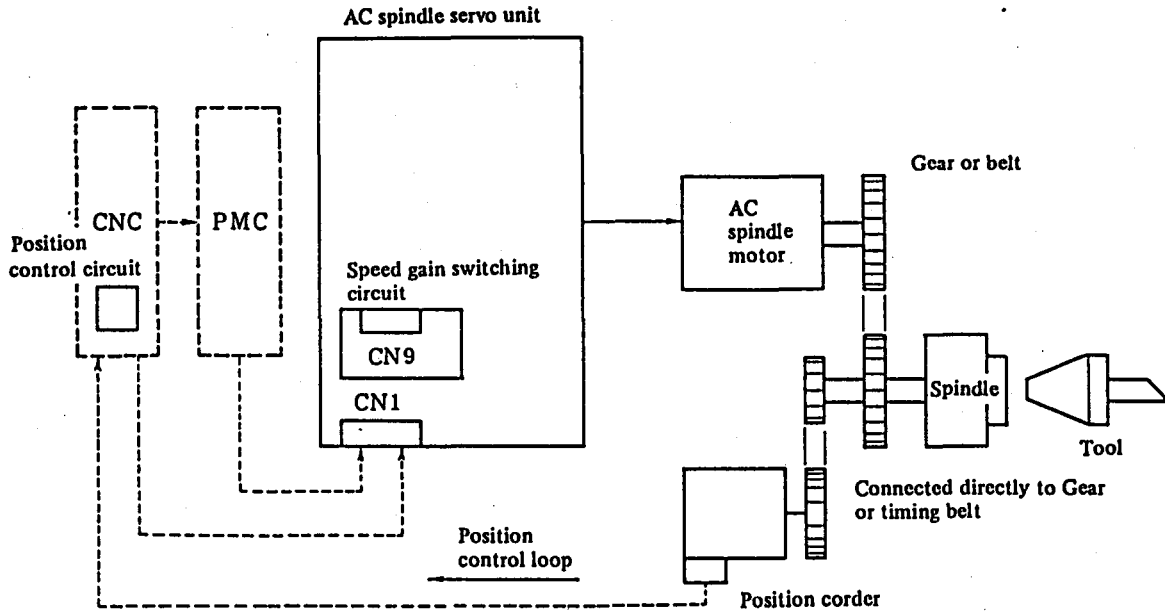 AC spindle servo unit
Gear or belt
CNC
PMC
AC
spindle
motor
Position
control circuit
Speed gain switching
circuit
CN9
CN1
Spindle
Tool
Connected directly to Gear
or timing belt
Position
control loop
Position corder